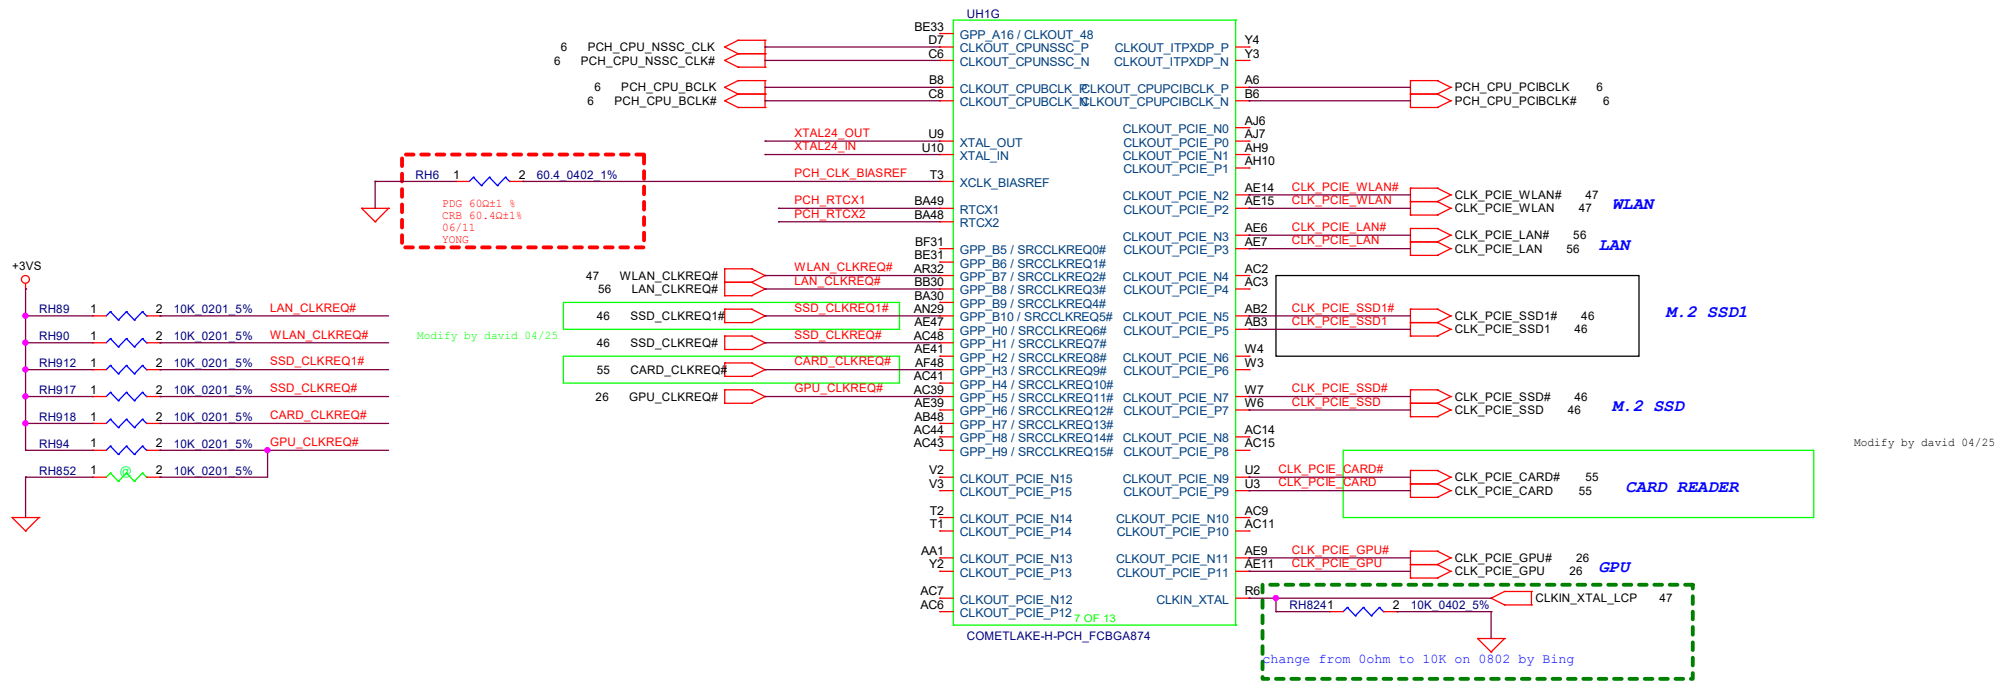 UH1G
BE33
GPP_A16 / CLKOUT_48
6 PCH_CPU_NSSC_CLK D7 CLKOUT_CPUNSSC_P CLKOUT_ITPXDP_P Y4
6 PCH_CPU_NSSC_CLK# C6 CLKOUT_CPUNSSC_N CLKOUT_ITPXDP_N Y3
6 PCH_CPU_BCLK B8 CLKOUT_CPUBCLK_P CLKOUT_CPUPCIBCLK_P A6 PCH_CPU_PCIBCLK 6
6 PCH_CPU_BCLK# C8 CLKOUT_CPUBCLK_N CLKOUT_CPUPCIBCLK_N B6 PCH_CPU_PCIBCLK# 6
CLKOUT_PCIE_N0 AJ6
XTAL24_OUT U9 XTAL_OUT CLKOUT_PCIE_P0 AJ7
XTAL24_IN U10 XTAL_IN CLKOUT_PCIE_N1 AH9
CLKOUT_PCIE_P1 AH10
RH6 1 2 60.4_0402_1% PCH_CLK_BIASREF T3 XCLK_BIASREF
PDG 60Ω±1 %
CRB 60.4Ω±1%
06/11
YONG
CLKOUT_PCIE_N2 AE14 CLK_PCIE_WLAN# CLK_PCIE_WLAN# 47
PCH_RTCX1 BA49 RTCX1 CLKOUT_PCIE_P2 AE15 CLK_PCIE_WLAN CLK_PCIE_WLAN 47 WLAN
PCH_RTCX2 BA48 RTCX2
CLKOUT_PCIE_N3 AE6 CLK_PCIE_LAN# CLK_PCIE_LAN# 56
BF31 GPP_B5 / SRCCLKREQ0# CLKOUT_PCIE_P3 AE7 CLK_PCIE_LAN CLK_PCIE_LAN 56 LAN
BE31 GPP_B6 / SRCCLKREQ1#
47 WLAN_CLKREQ# WLAN_CLKREQ# AR32 GPP_B7 / SRCCLKREQ2# CLKOUT_PCIE_N4 AC2
56 LAN_CLKREQ# LAN_CLKREQ# BB30 GPP_B8 / SRCCLKREQ3# CLKOUT_PCIE_P4 AC3
BA30 GPP_B9 / SRCCLKREQ4#
46 SSD_CLKREQ1# SSD_CLKREQ1# AN29 GPP_B10 / SRCCLKREQ5# CLKOUT_PCIE_N5 AB2 CLK_PCIE_SSD1# CLK_PCIE_SSD1# 46 M.2 SSD1
AE47 GPP_H0 / SRCCLKREQ6# CLKOUT_PCIE_P5 AB3 CLK_PCIE_SSD1 CLK_PCIE_SSD1 46
46 SSD_CLKREQ# SSD_CLKREQ# AC48 GPP_H1 / SRCCLKREQ7#
AE41 GPP_H2 / SRCCLKREQ8# CLKOUT_PCIE_N6 W4
55 CARD_CLKREQ# CARD_CLKREQ# AF48 GPP_H3 / SRCCLKREQ9# CLKOUT_PCIE_P6 W3
AC41 GPP_H4 / SRCCLKREQ10#
26 GPU_CLKREQ# GPU_CLKREQ# AC39 GPP_H5 / SRCCLKREQ11# CLKOUT_PCIE_N7 W7 CLK_PCIE_SSD# CLK_PCIE_SSD# 46
AE39 GPP_H6 / SRCCLKREQ12# CLKOUT_PCIE_P7 W6 CLK_PCIE_SSD CLK_PCIE_SSD 46 M.2 SSD
AB48 GPP_H7 / SRCCLKREQ13#
AC44 GPP_H8 / SRCCLKREQ14# CLKOUT_PCIE_N8 AC14
AC43 GPP_H9 / SRCCLKREQ15# CLKOUT_PCIE_P8 AC15
Modify by david 04/25
V2 CLKOUT_PCIE_N15 CLKOUT_PCIE_N9 U2 CLK_PCIE_CARD# CLK_PCIE_CARD# 55
V3 CLKOUT_PCIE_P15 CLKOUT_PCIE_P9 U3 CLK_PCIE_CARD CLK_PCIE_CARD 55 CARD READER
T2 CLKOUT_PCIE_N14 CLKOUT_PCIE_N10 AC9
T1 CLKOUT_PCIE_P14 CLKOUT_PCIE_P10 AC11
AA1 CLKOUT_PCIE_N13 CLKOUT_PCIE_N11 AE9 CLK_PCIE_GPU# CLK_PCIE_GPU# 26
Y2 CLKOUT_PCIE_P13 CLKOUT_PCIE_P11 AE11 CLK_PCIE_GPU CLK_PCIE_GPU 26 GPU
AC7 CLKOUT_PCIE_N12 CLKIN_XTAL R6 CLKIN_XTAL_LCP 47
AC6 CLKOUT_PCIE_P12
RH824 1 2 10K_0402_5%
7 OF 13
COMETLAKE-H-PCH_FCBGA874
change from 0ohm to 10K on 0802 by Bing
+3VS
RH89 1 2 10K_0201_5% LAN_CLKREQ#
RH90 1 2 10K_0201_5% WLAN_CLKREQ#
Modify by david 04/25
RH912 1 2 10K_0201_5% SSD_CLKREQ1#
RH917 1 2 10K_0201_5% SSD_CLKREQ#
RH918 1 2 10K_0201_5% CARD_CLKREQ#
RH94 1 2 10K_0201_5% GPU_CLKREQ#
RH852 1 @ 2 10K_0201_5%